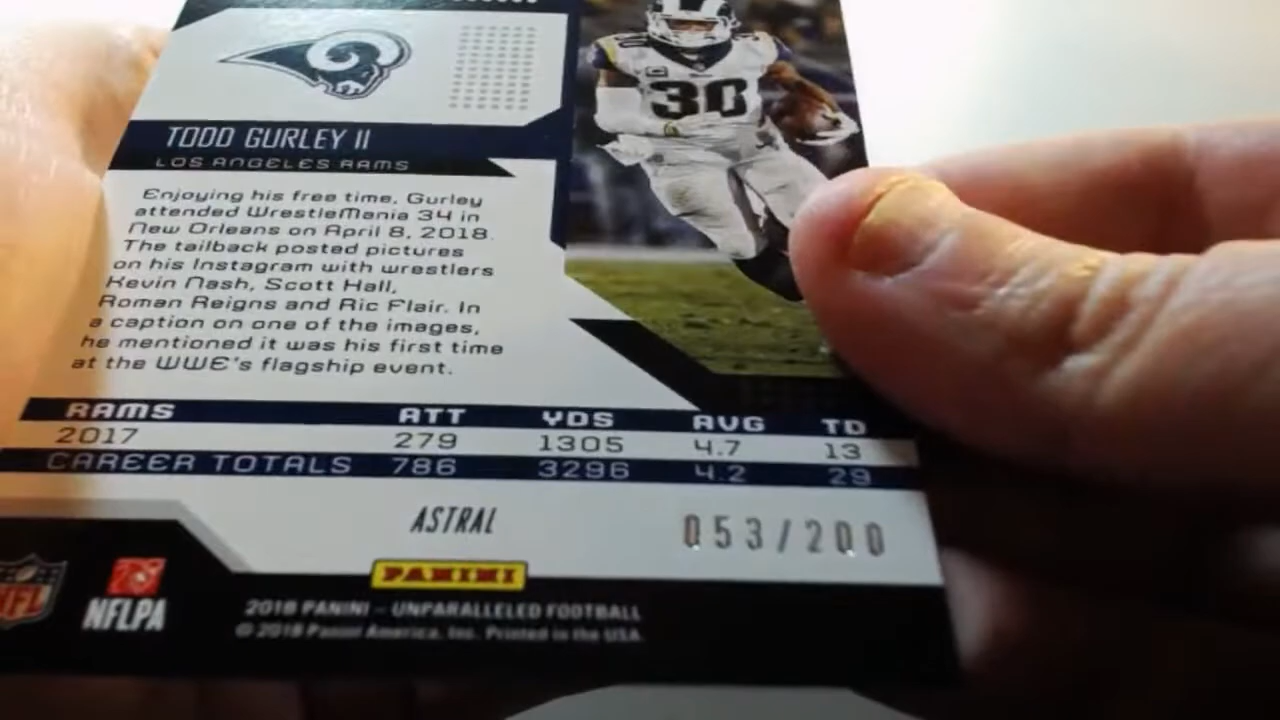 TODD GURLEY II
LOS ANGELES RAMS
30
Enjoying his free time, Gurley
attended WrestleMania 34 in
New Orleans on April 8, 2018.
The tailback posted pictures
on his Instagram with wrestlers
Kevin Nash, Scott Hall,
Roman Reigns and Ric Flair. In
a caption on one of the images,
he mentioned it was his first time
at the WWE's flagship event.
RAMS ATT YDS AVG TD
2017 279 1305 4.7 13
CAREER TOTALS 786 3296 4.2 29
ASTRAL
053/200
PANINI
NFL
NFLPA
2018 PANINI – UNPARALLELED FOOTBALL
© 2018 Panini America, Inc. Printed in the USA.